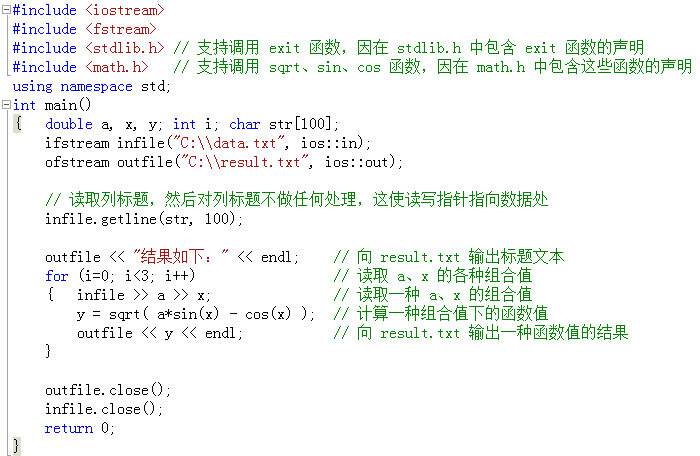 #include <iostream>
#include <fstream>
#include <stdlib.h> // 支持调用 exit 函数，因在 stdlib.h 中包含 exit 函数的声明
#include <math.h>   // 支持调用 sqrt、sin、cos 函数，因在 math.h 中包含这些函数的声明
using namespace std;
int main()
{   double a, x, y; int i; char str[100];
    ifstream infile("C:\\data.txt", ios::in);
    ofstream outfile("C:\\result.txt", ios::out);
    // 读取列标题，然后对列标题不做任何处理，这使读写指针指向数据处
    infile.getline(str, 100);
    outfile << "结果如下：" << endl;    // 向 result.txt 输出标题文本
    for (i=0; i<3; i++)                 // 读取 a、x 的各种组合值
    {   infile >> a >> x;               // 读取一种 a、x 的组合值
        y = sqrt( a*sin(x) - cos(x) );  // 计算一种组合值下的函数值
        outfile << y << endl;           // 向 result.txt 输出一种函数值的结果
    }
    outfile.close();
    infile.close();
    return 0;
}